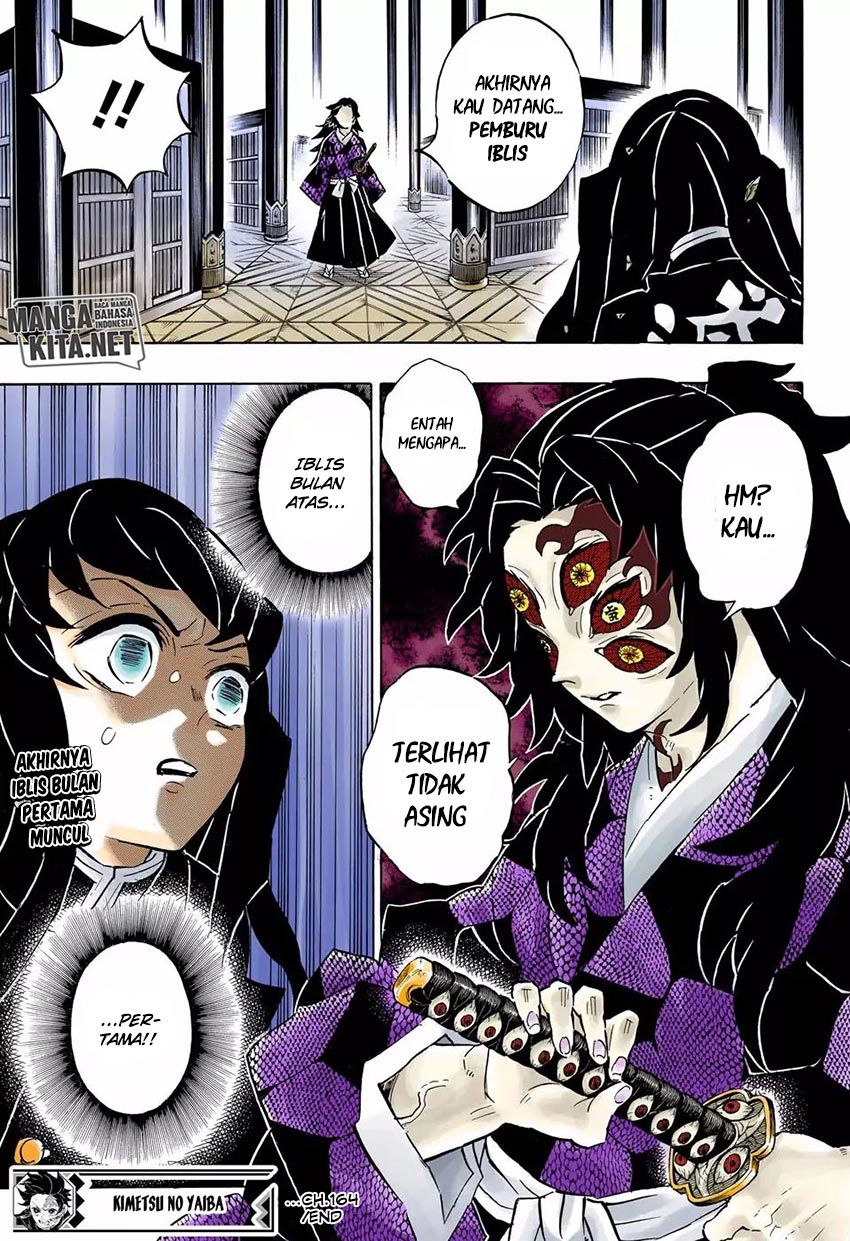 AKHIRNYA
KAU DATANG...
PEMBURU
IBLIS
!!
MANGA
KITA.NET
BACA MANGA
BAHASA
INDONESIA
HM?
KAU...
ENTAH
MENGAPA...
TERLIHAT
TIDAK
ASING
IBLIS
BULAN
ATAS...
AKHIRNYA
IBLIS BULAN
PERTAMA
MUNCUL
...PER-
TAMA!!
KIMETSU NO YAIBA
...CH.164
/END